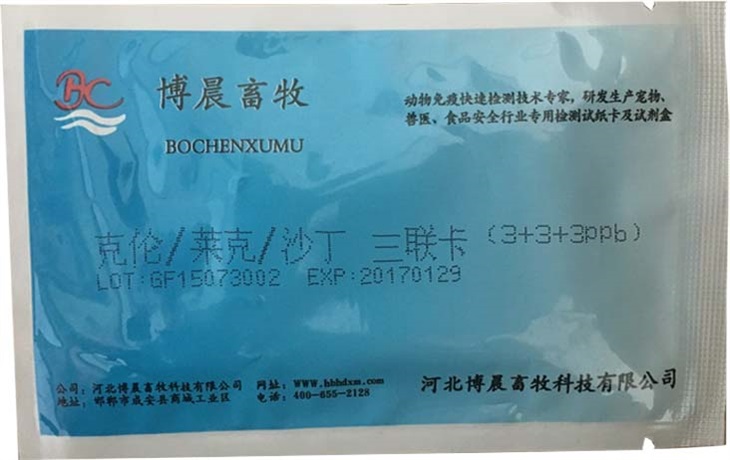 BC
博晨畜牧
BOCHENXUMU
动物免疫快速检测技术专家，研发生产宠物、
兽医、食品安全行业专用检测试纸卡及试剂盒
克伦/莱克/沙丁 三联卡 (3+3+3ppb)
LOT:GF15073002 EXP:20170129
公司：河北博晨畜牧科技有限公司 网址：www.hbhdxm.com
地址：邯郸市成安县商城工业区 电话：400-655-2128
河北博晨畜牧科技有限公司